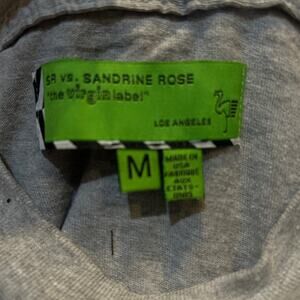 SR VS. SANDRINE ROSE
"the virgin label"
LOS ANGELES
M
MADE IN
USA
FABRIQUE
AUX
ETATS-
UNIS